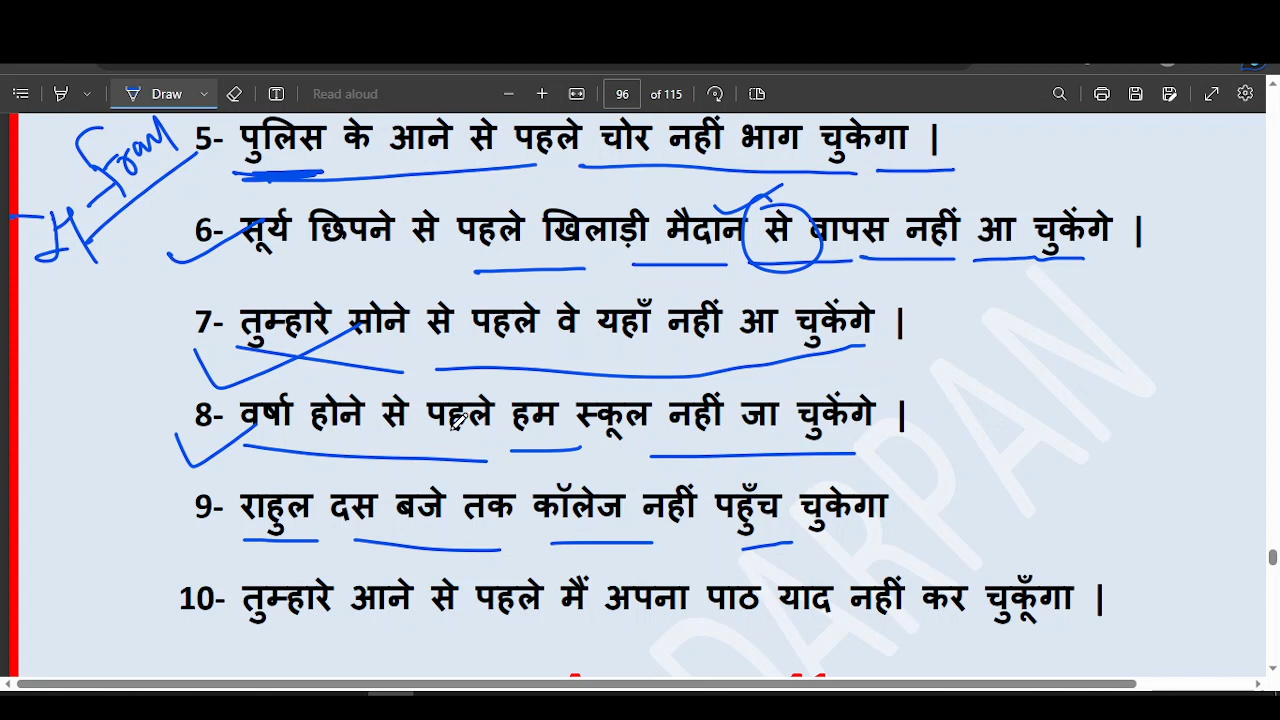 Draw Read aloud 96 of 115
5- पुलिस के आने से पहले चोर नहीं भाग चुकेगा |
from
6- सूर्य छिपने से पहले खिलाड़ी मैदान से वापस नहीं आ चुकेंगे |
7- तुम्हारे सोने से पहले वे यहाँ नहीं आ चुकेंगे |
8- वर्षा होने से पहले हम स्कूल नहीं जा चुकेंगे |
9- राहुल दस बजे तक कॉलेज नहीं पहुँच चुकेगा
10- तुम्हारे आने से पहले मैं अपना पाठ याद नहीं कर चुकूँगा |
DARPAN